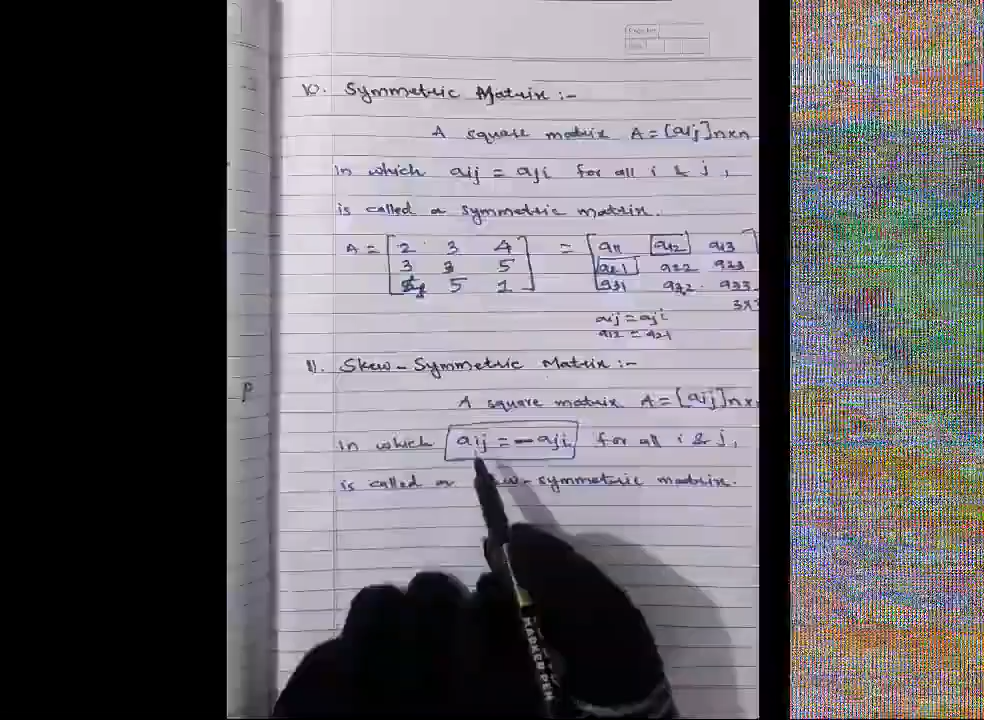 10. Symmetric Matrix :-
A square matrix A = [aij]n×n
in which aij = aji for all i & j,
is called a symmetric matrix.
A = [ 2 3 4 = [ a11 a12 a13
3 3 5 ] a21 a22 a23
5 1 ] a31 a32 a33
aij = aji
a12 = a21
11. Skew-Symmetric Matrix :-
A square matrix A = [aij]n×
in which aij = -aji for all i & j,
is called a w-symmetric matrix.
P
MARKER PEN